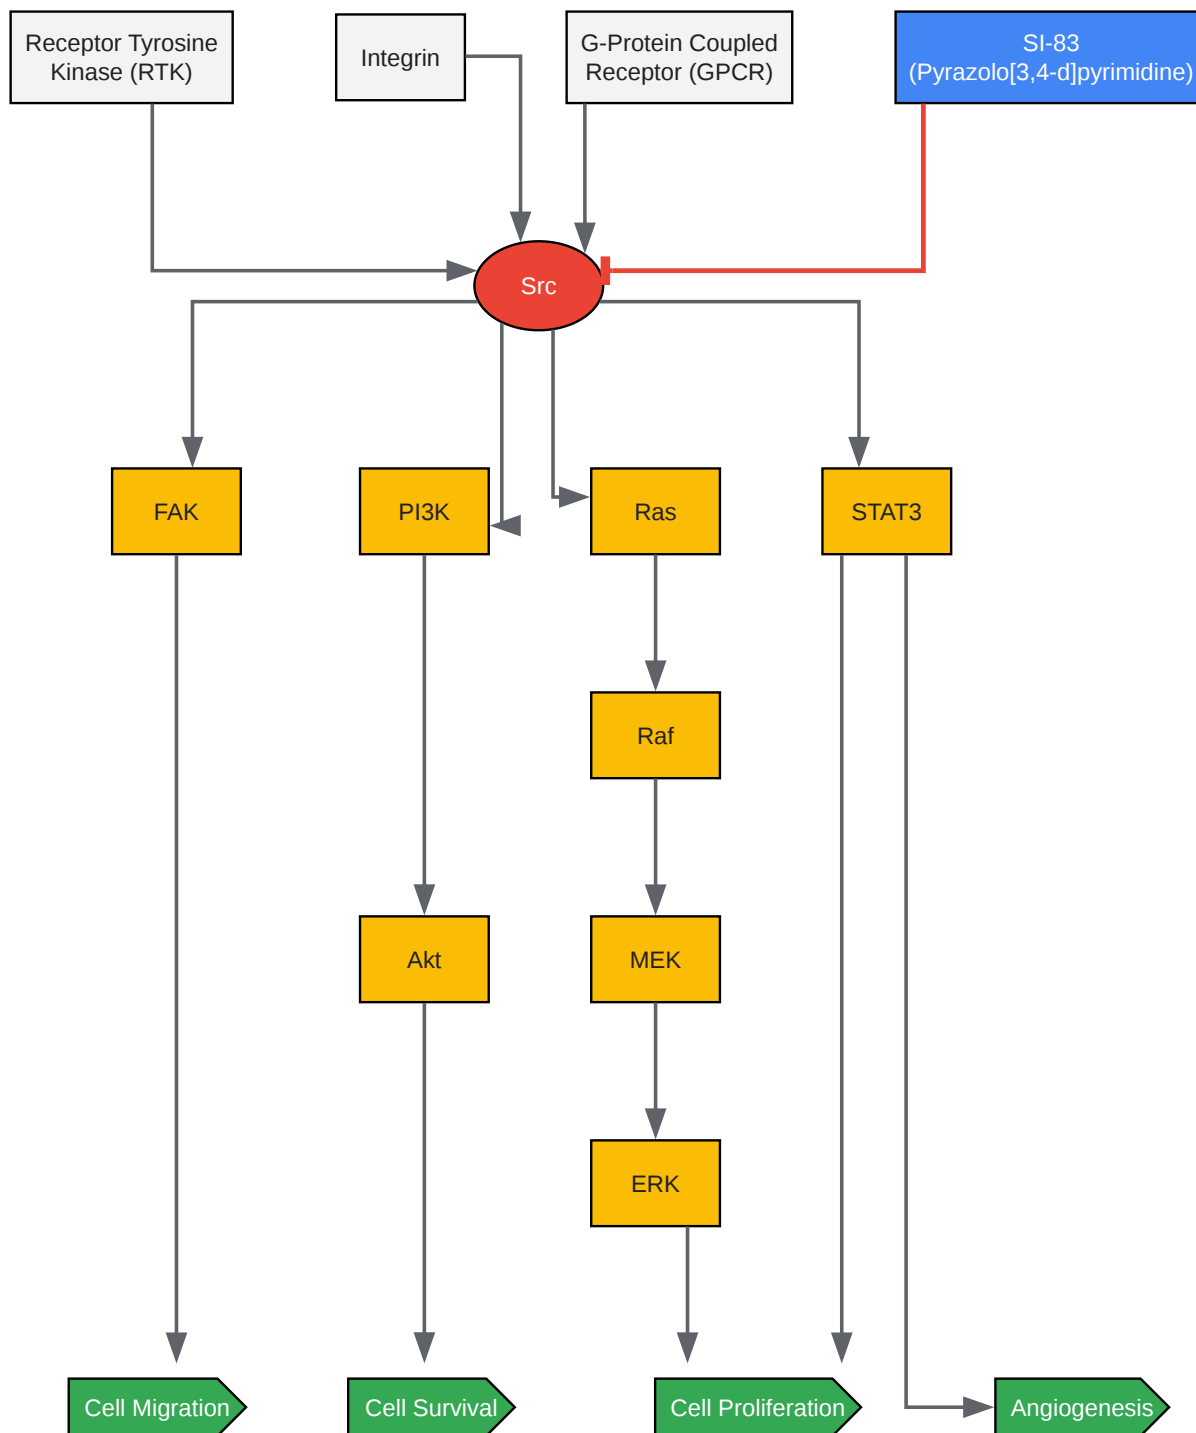 Receptor Tyrosine
Kinase (RTK)
Integrin
G-Protein Coupled
Receptor (GPCR)
SI-83
(Pyrazolo[3,4-d]pyrimidine)
Src
FAK
PI3K
Ras
STAT3
Raf
Akt
MEK
ERK
Cell Migration
Cell Survival
Cell Proliferation
Angiogenesis